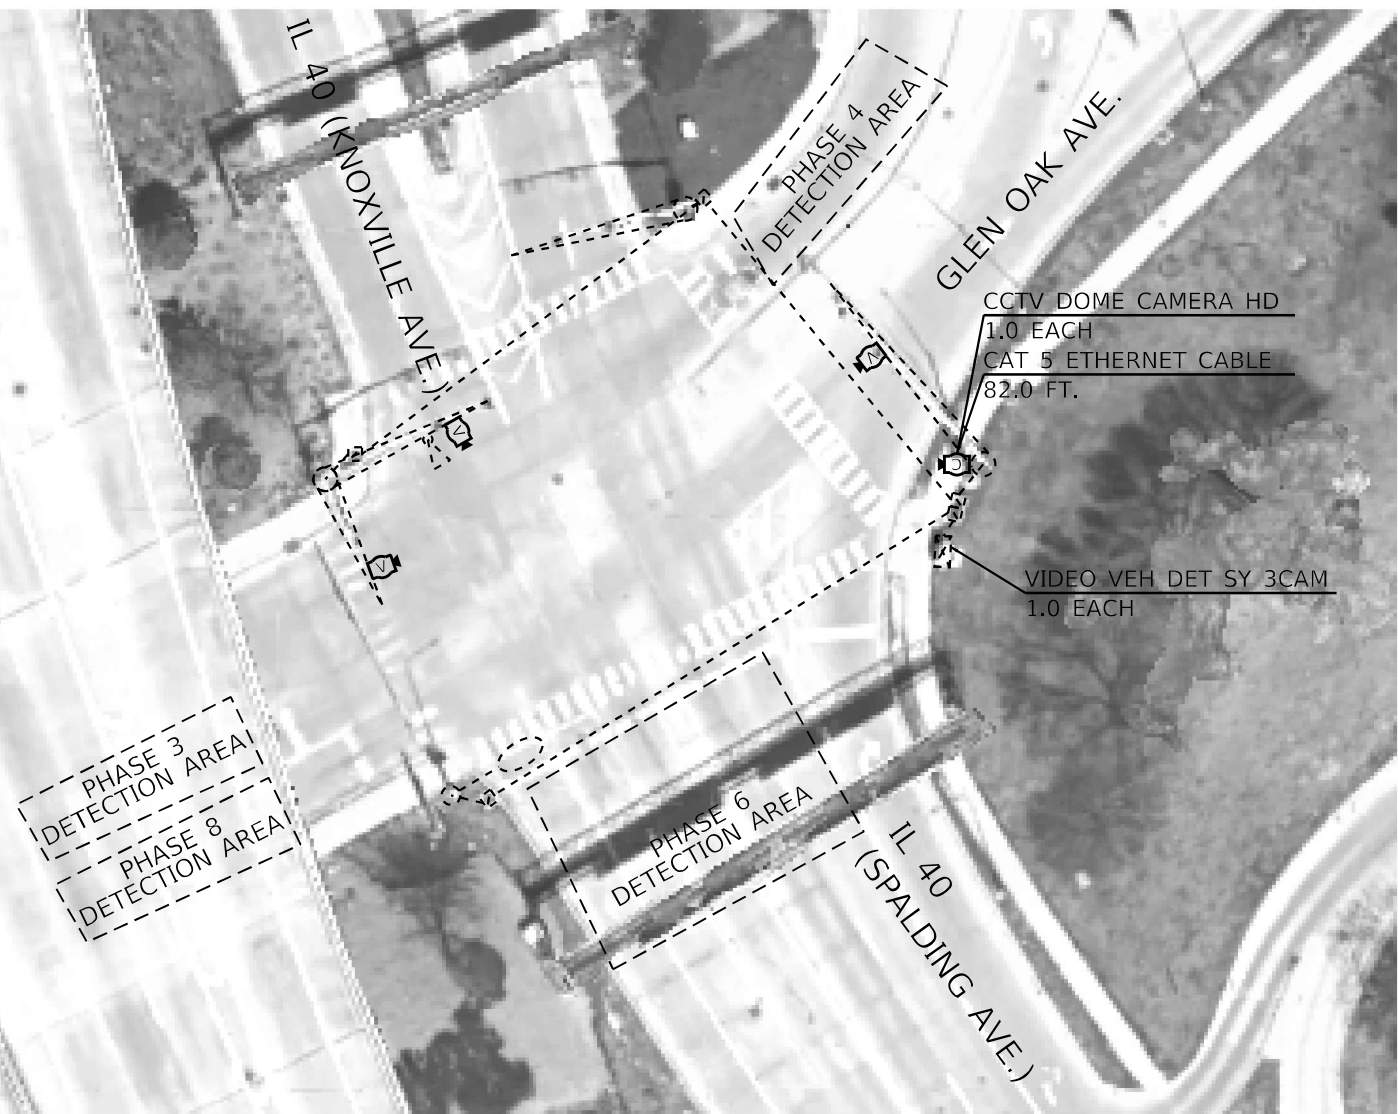 IL 40 (KNOXVILLE AVE.)
PHASE 4
DETECTION AREA
GLEN OAK AVE.
CCTV DOME CAMERA HD
1.0 EACH
CAT 5 ETHERNET CABLE
82.0 FT.
V
V
C
V
VIDEO VEH DET SY 3CAM
1.0 EACH
PHASE 3
DETECTION AREA
PHASE 8
DETECTION AREA
PHASE 6
DETECTION AREA
IL 40
(SPALDING AVE.)